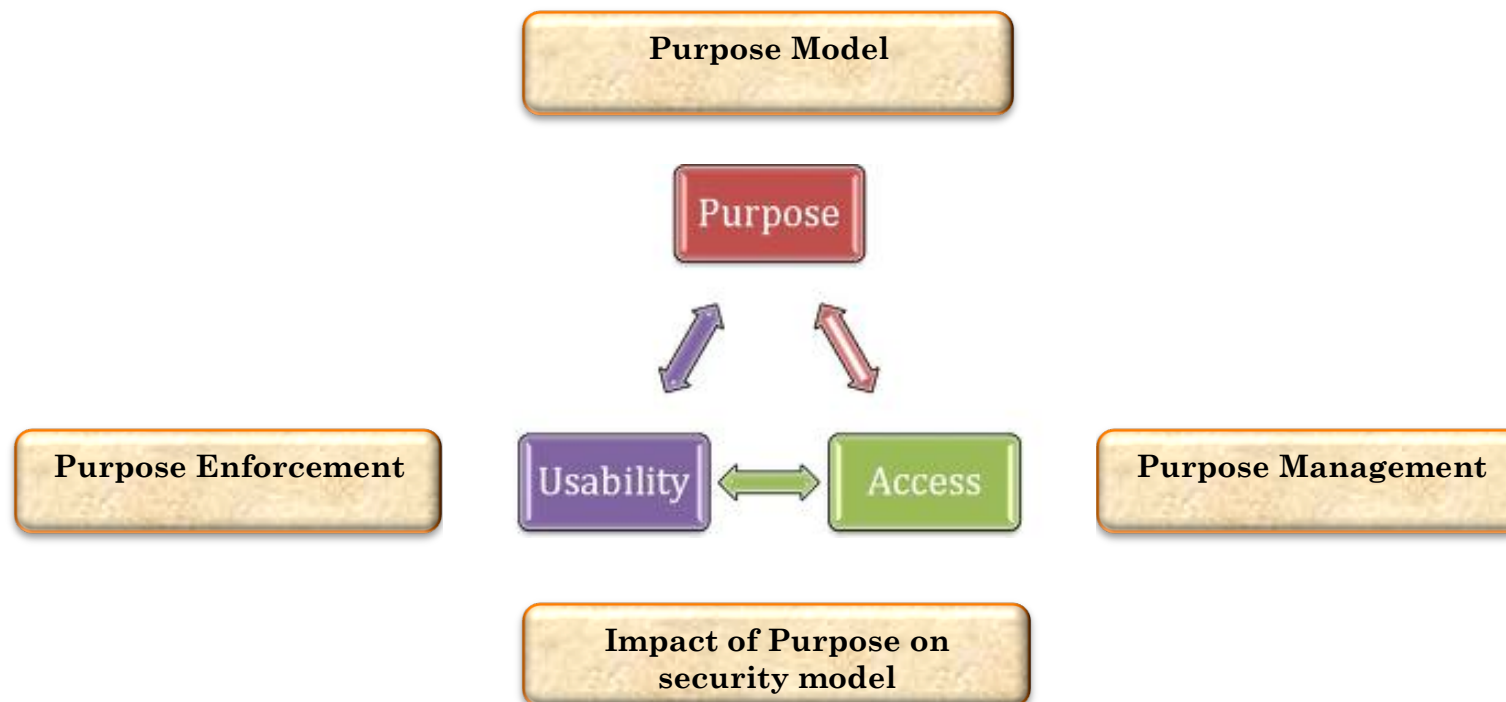 Purpose Model
Purpose
Purpose Enforcement
Usability
Access
Purpose Management
Impact of Purpose on
security model